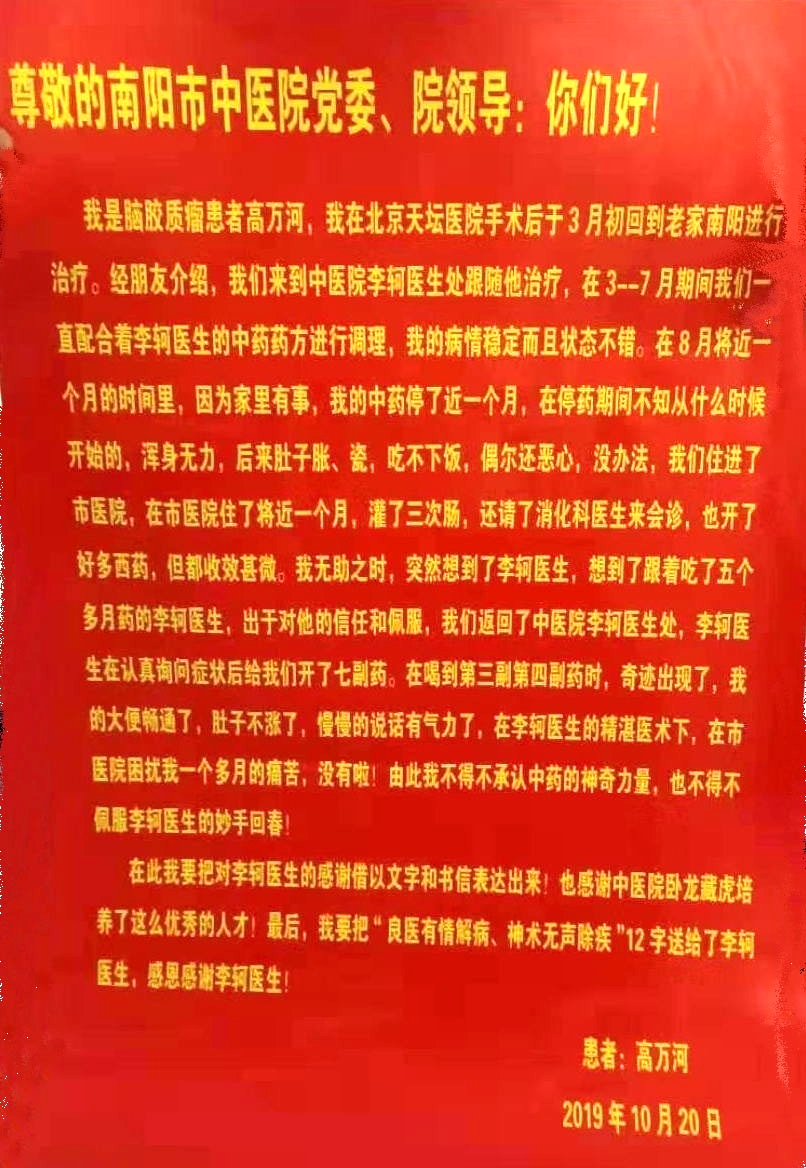 尊敬的南阳市中医院党委、院领导：你们好！
我是脑胶质瘤患者高万河，我在北京天坛医院手术后于3月初回到老家南阳进行
治疗。经朋友介绍，我们来到中医院李轲医生处跟随他治疗，在3--7月期间我们一
直配合着李轲医生的中药药方进行调理，我的病情稳定而且状态不错。在8月将近一
个月的时间里，因为家里有事，我的中药停了近一个月，在停药期间不知从什么时候
开始的，浑身无力，后来肚子胀、瓷，吃不下饭，偶尔还恶心，没办法，我们住进了
市医院，在市医院住了将近一个月，灌了三次肠，还请了消化科医生来会诊，也开了
好多西药，但都收效甚微。我无助之时，突然想到了李轲医生，想到了跟着吃了五个
多月药的李轲医生，出于对他的信任和佩服，我们返回了中医院李轲医生处，李轲医
生在认真询问症状后给我们开了七副药。在喝到第三副第四副药时，奇迹出现了，我
的大便畅通了，肚子不涨了，慢慢的说话有气力了，在李轲医生的精湛医术下，在市
医院困扰我一个多月的痛苦，没有啦！由此我不得不承认中药的神奇力量，也不得不
佩服李轲医生的妙手回春！
在此我要把对李轲医生的感谢借以文字和书信表达出来！也感谢中医院卧龙藏虎培
养了这么优秀的人才！最后，我要把“良医有情解病、神术无声除疾”12字送给了李轲
医生，感恩感谢李轲医生！
患者：高万河
2019年10月20日